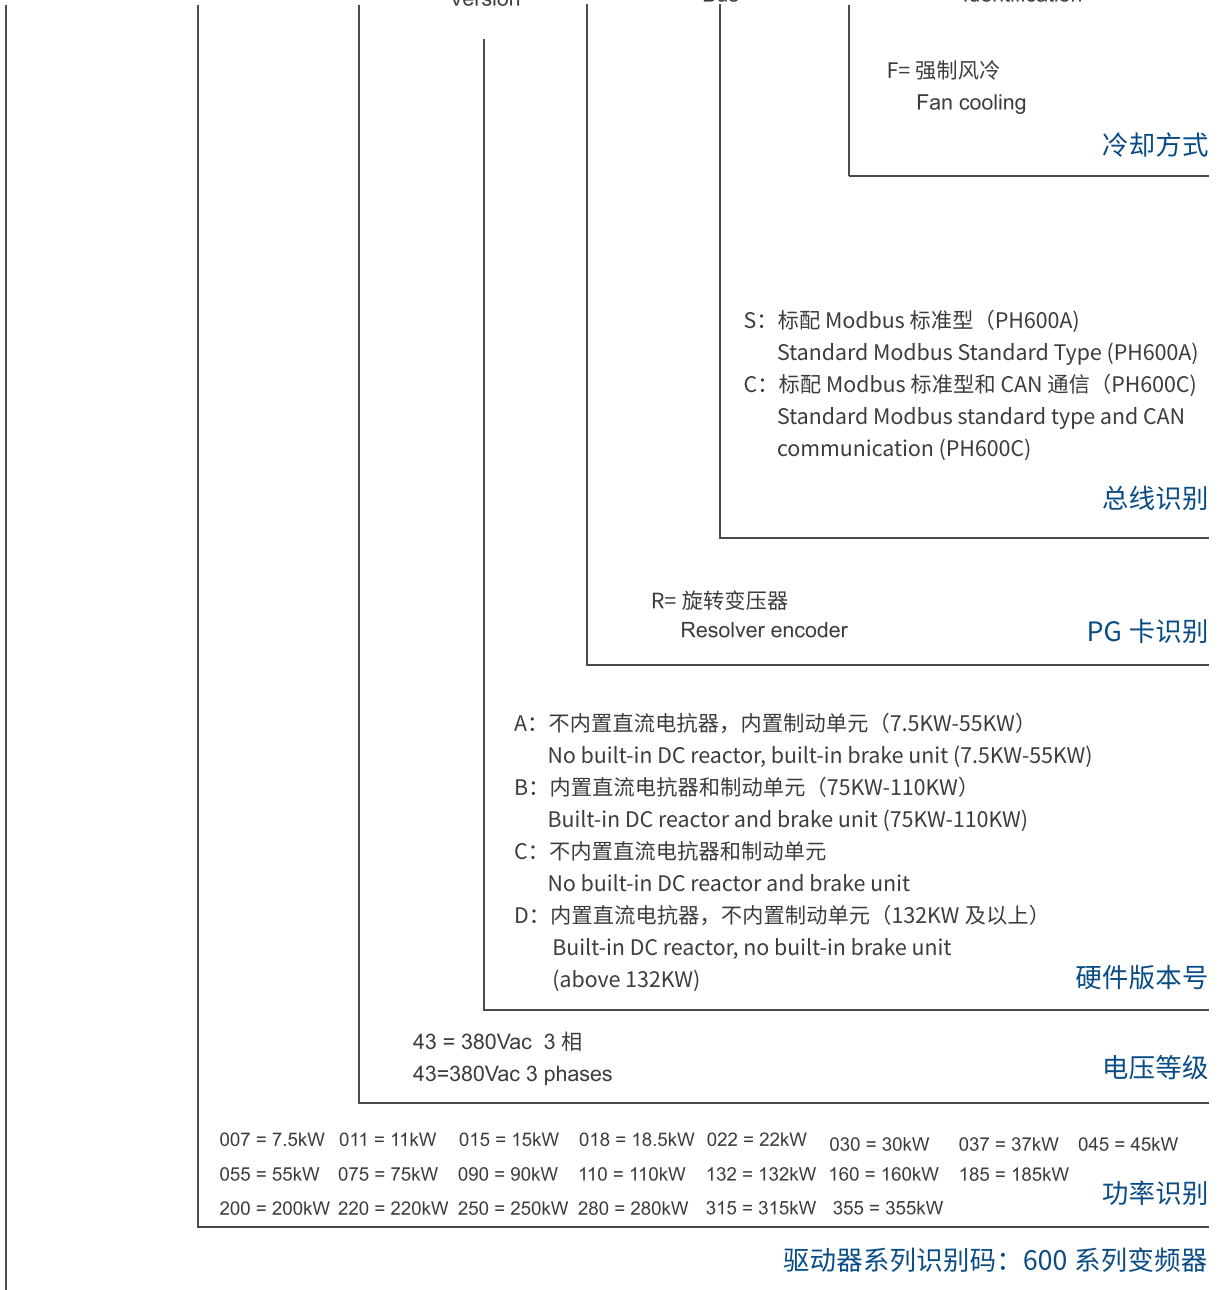 Version
Bus
Identification
F= 强制风冷
Fan cooling
冷却方式
S：标配 Modbus 标准型（PH600A)
Standard Modbus Standard Type (PH600A)
C：标配 Modbus 标准型和 CAN 通信（PH600C)
Standard Modbus standard type and CAN
communication (PH600C)
总线识别
R= 旋转变压器
Resolver encoder
PG 卡识别
A：不内置直流电抗器，内置制动单元（7.5KW-55KW）
No built-in DC reactor, built-in brake unit (7.5KW-55KW)
B：内置直流电抗器和制动单元（75KW-110KW）
Built-in DC reactor and brake unit (75KW-110KW)
C：不内置直流电抗器和制动单元
No built-in DC reactor and brake unit
D：内置直流电抗器，不内置制动单元（132KW 及以上）
Built-in DC reactor, no built-in brake unit
(above 132KW)
硬件版本号
43 = 380Vac 3 相
43=380Vac 3 phases
电压等级
007 = 7.5kW 011 = 11kW 015 = 15kW 018 = 18.5kW 022 = 22kW 030 = 30kW 037 = 37kW 045 = 45kW
055 = 55kW 075 = 75kW 090 = 90kW 110 = 110kW 132 = 132kW 160 = 160kW 185 = 185kW
200 = 200kW 220 = 220kW 250 = 250kW 280 = 280kW 315 = 315kW 355 = 355kW
功率识别
驱动器系列识别码：600 系列变频器